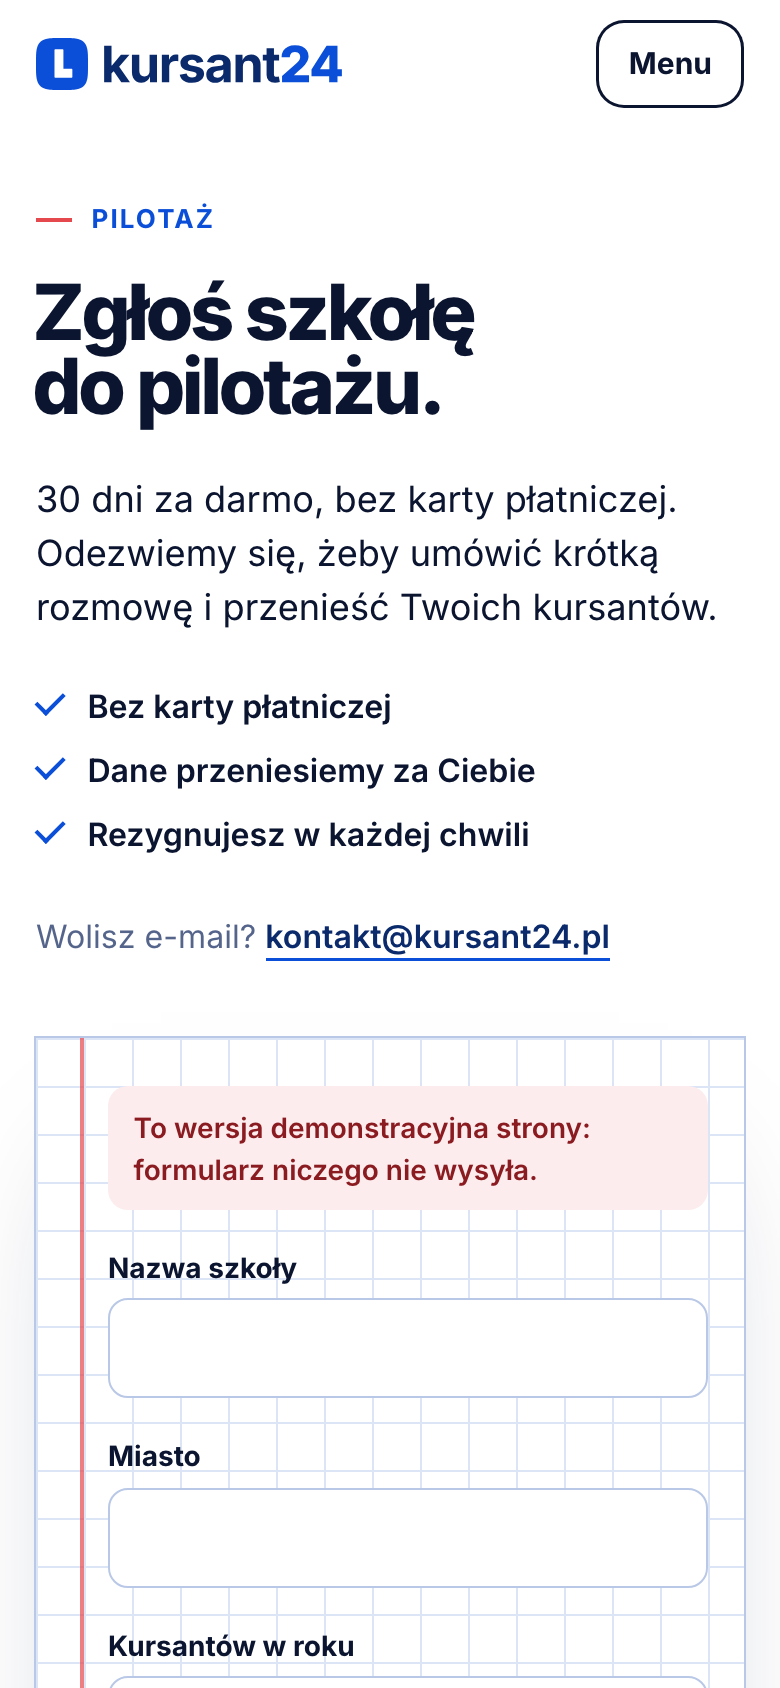 L kursant24
Menu
PILOTAŻ
Zgłoś szkołę
do pilotażu.
30 dni za darmo, bez karty płatniczej.
Odezwiemy się, żeby umówić krótką
rozmowę i przenieść Twoich kursantów.
Bez karty płatniczej
Dane przeniesiemy za Ciebie
Rezygnujesz w każdej chwili
Wolisz e-mail? kontakt@kursant24.pl
To wersja demonstracyjna strony:
formularz niczego nie wysyła.
Nazwa szkoły
Miasto
Kursantów w roku